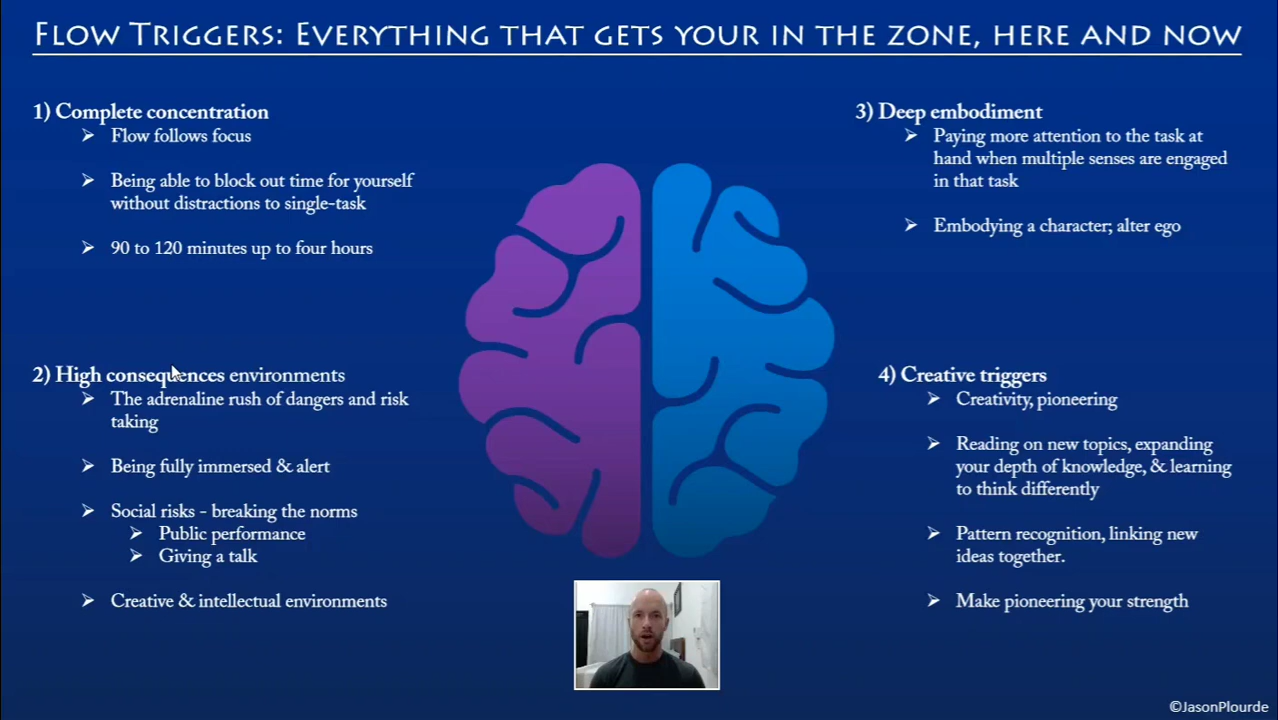 FLOW TRIGGERS: EVERYTHING THAT GETS YOUR IN THE ZONE, HERE AND NOW
1) Complete concentration
➢ Flow follows focus
➢ Being able to block out time for yourself
without distractions to single-task
➢ 90 to 120 minutes up to four hours
2) High consequences environments
➢ The adrenaline rush of dangers and risk
taking
➢ Being fully immersed & alert
➢ Social risks - breaking the norms
➢ Public performance
➢ Giving a talk
➢ Creative & intellectual environments
3) Deep embodiment
➢ Paying more attention to the task at
hand when multiple senses are engaged
in that task
➢ Embodying a character; alter ego
4) Creative triggers
➢ Creativity, pioneering
➢ Reading on new topics, expanding
your depth of knowledge, & learning
to think differently
➢ Pattern recognition, linking new
ideas together.
➢ Make pioneering your strength
©JasonPlourde